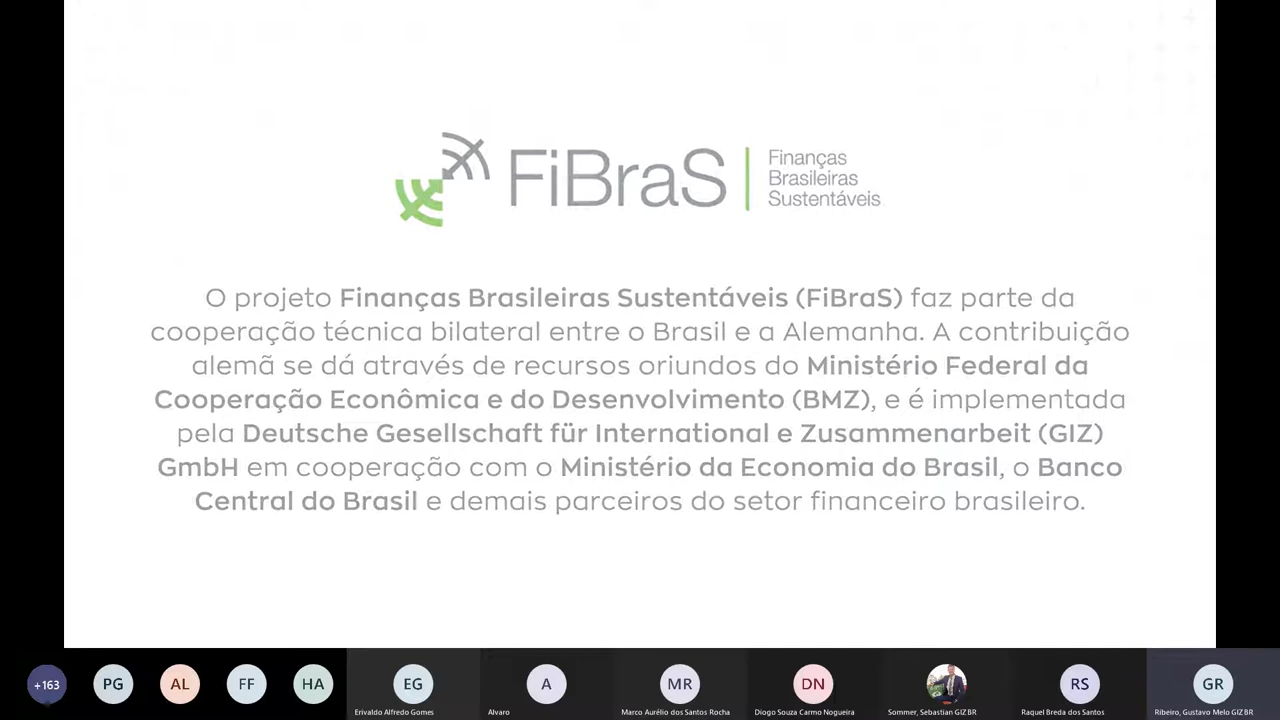 FiBraS
Finanças
Brasileiras
Sustentáveis
O projeto Finanças Brasileiras Sustentáveis (FiBraS) faz parte da
cooperação técnica bilateral entre o Brasil e a Alemanha. A contribuição
alemã se dá através de recursos oriundos do Ministério Federal da
Cooperação Econômica e do Desenvolvimento (BMZ), e é implementada
pela Deutsche Gesellschaft für International e Zusammenarbeit (GIZ)
GmbH em cooperação com o Ministério da Economia do Brasil, o Banco
Central do Brasil e demais parceiros do setor financeiro brasileiro.
+163
PG
AL
FF
HA
EG
A
MR
DN
RS
GR
Erivaldo Alfredo Gomes
Alvaro
Marco Aurélio dos Santos Rocha
Diogo Souza Carmo Nogueira
Sommer, Sebastian GIZ BR
Raquel Breda dos Santos
Ribeiro, Gustavo Melo GIZ BR